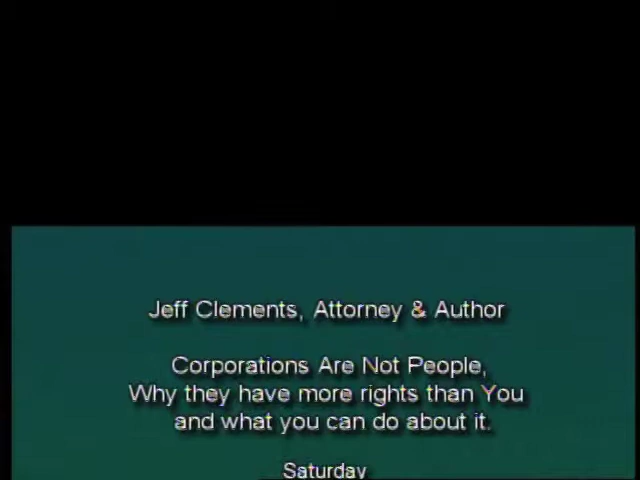 Jeff Clements, Attorney & Author
Corporations Are Not People,
Why they have more rights than You
and what you can do about it.
Saturday